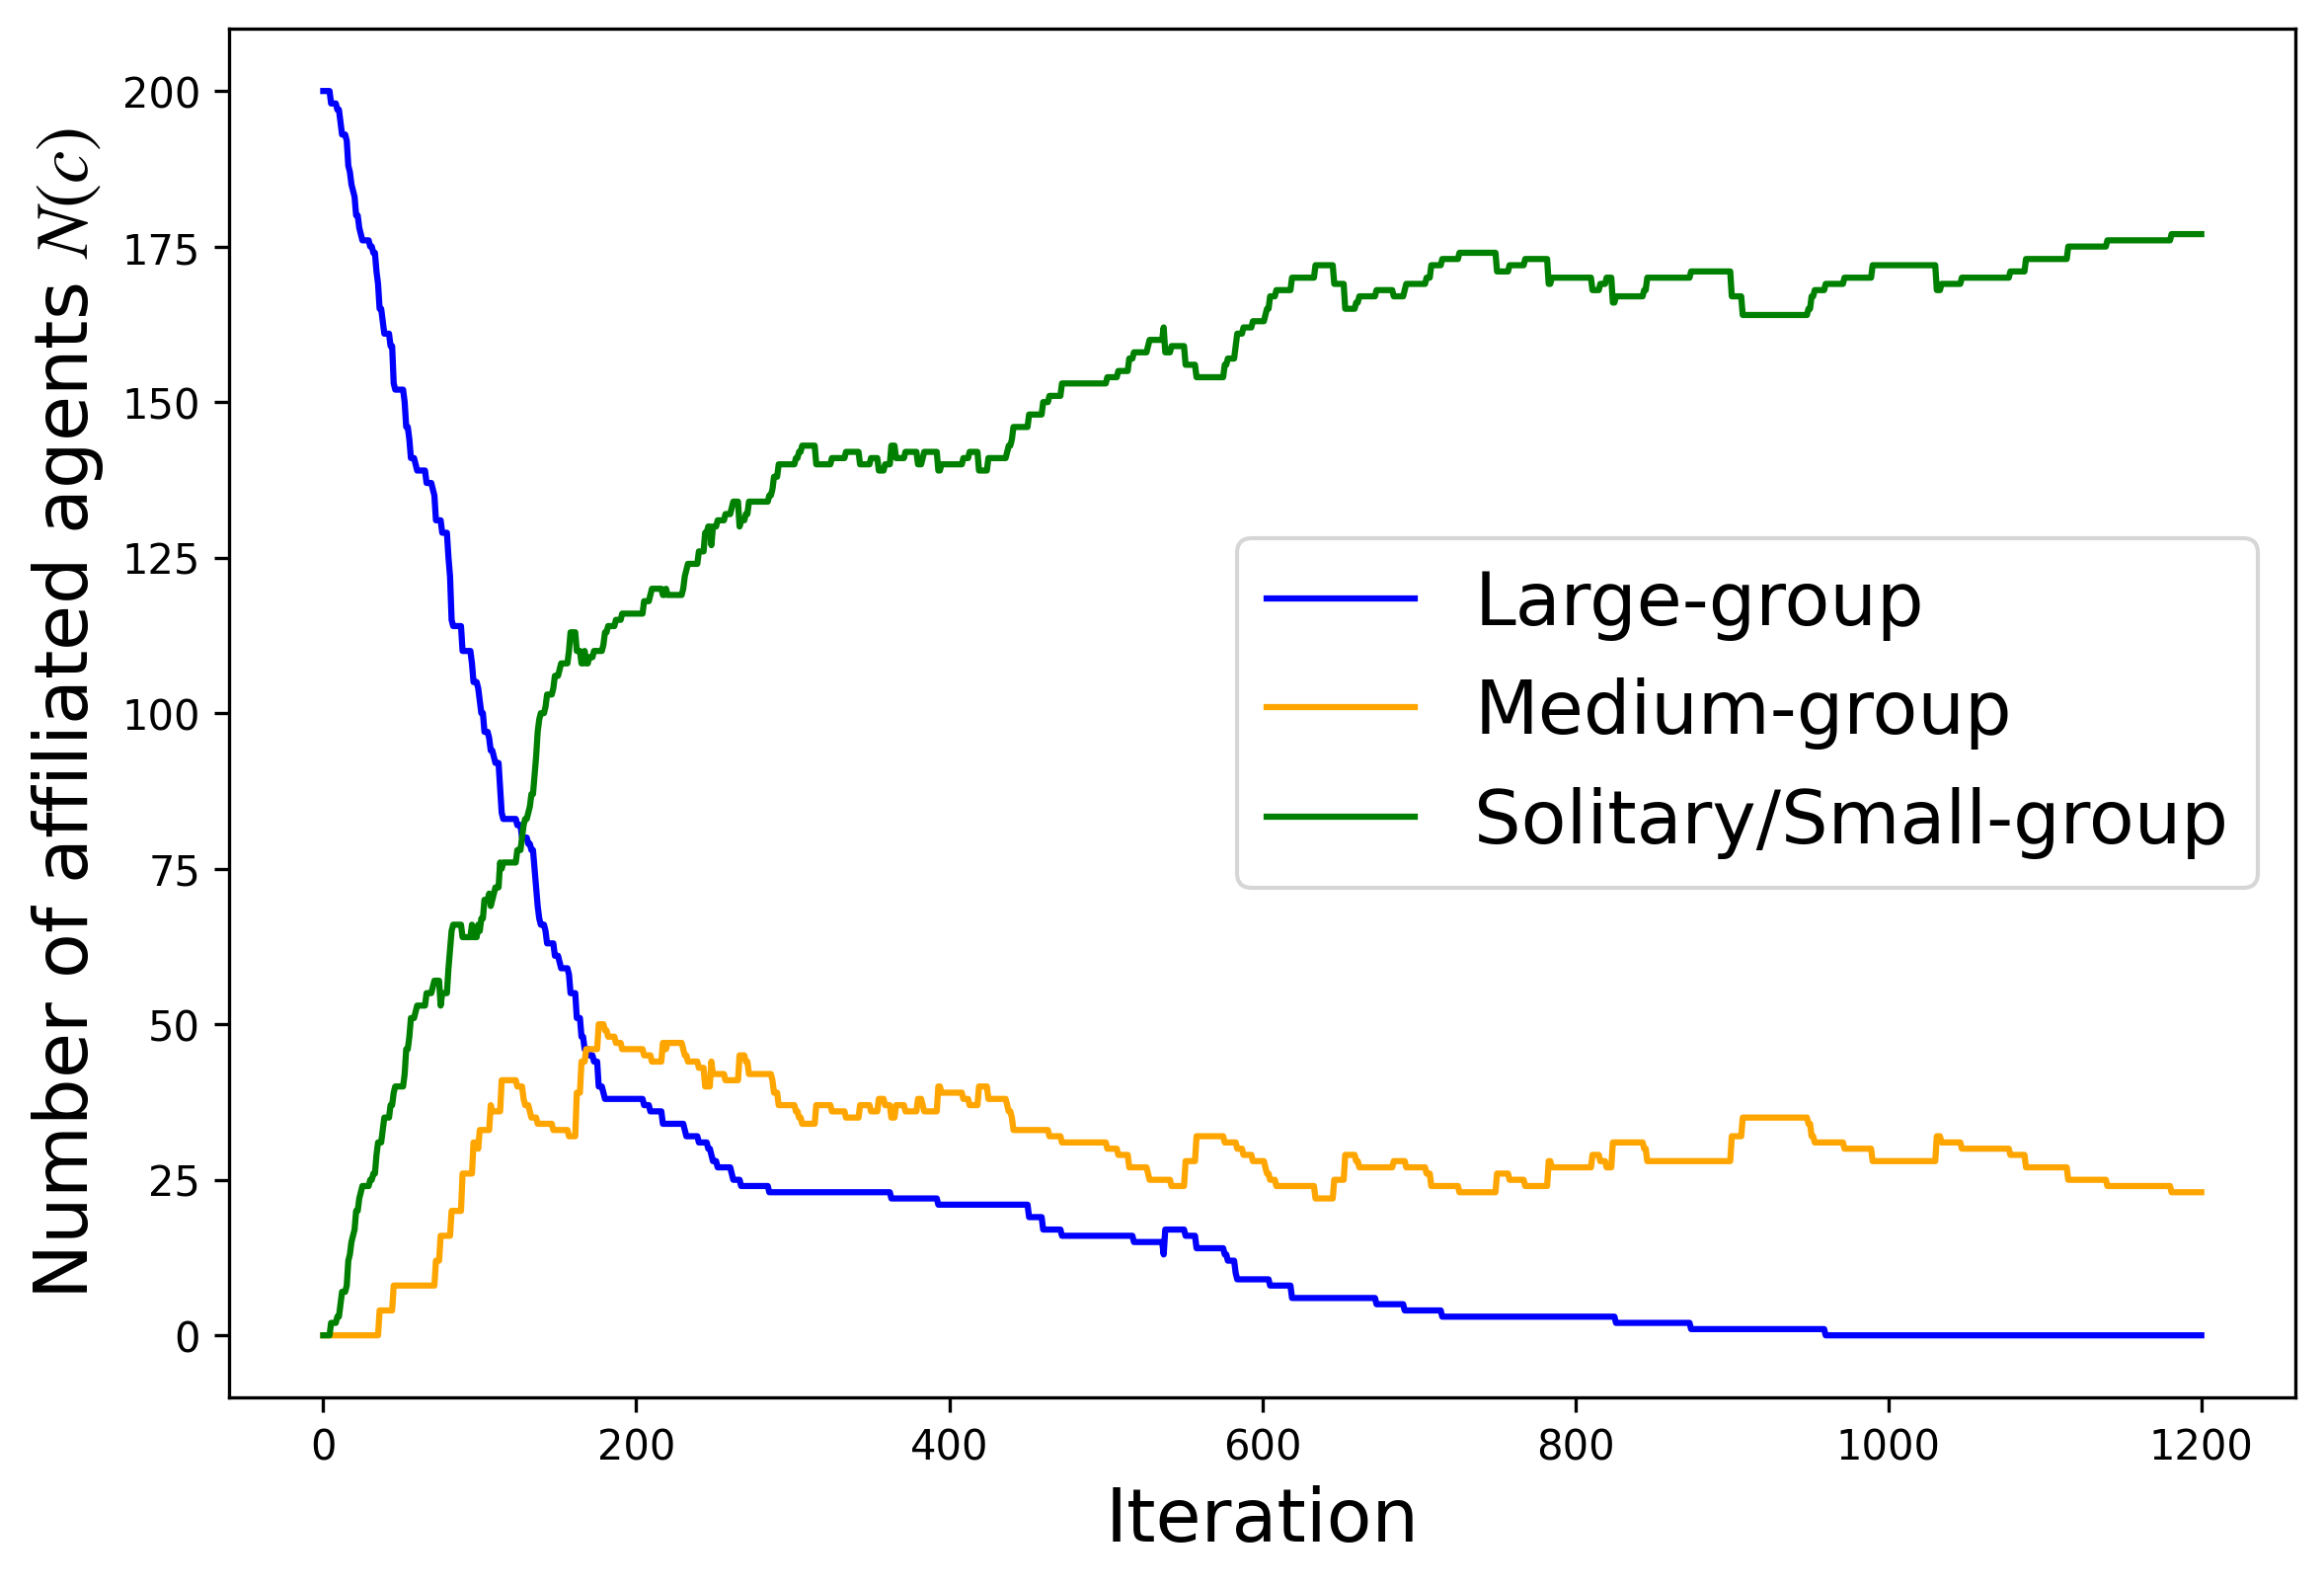 Number of affiliated agents N(c)
200
175
150
125
100
75
50
25
0
Large-group
Medium-group
Solitary/Small-group
0 200 400 600 800 1000 1200
Iteration